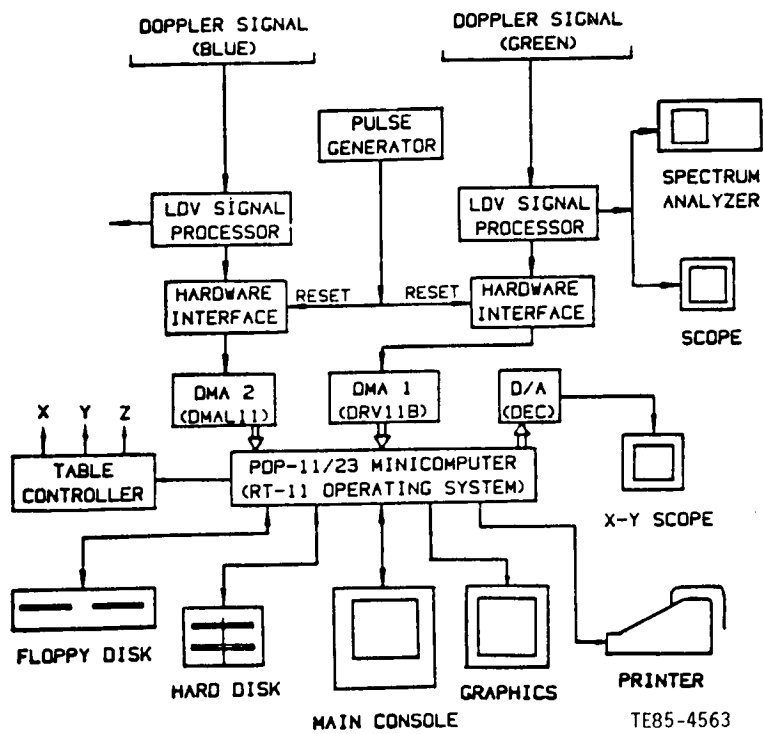 DOPPLER SIGNAL
(BLUE)
DOPPLER SIGNAL
(GREEN)
PULSE
GENERATOR
SPECTRUM
ANALYZER
LDV SIGNAL
PROCESSOR
LDV SIGNAL
PROCESSOR
HARDWARE
INTERFACE
RESET
RESET
HARDWARE
INTERFACE
SCOPE
DMA 2
(DMAL11)
DMA 1
(DRV11B)
D/A
(DEC)
X Y Z
TABLE
CONTROLLER
PDP-11/23 MINICOMPUTER
(RT-11 OPERATING SYSTEM)
X-Y SCOPE
FLOPPY DISK
HARD DISK
MAIN CONSOLE
GRAPHICS
PRINTER
TE85-4563